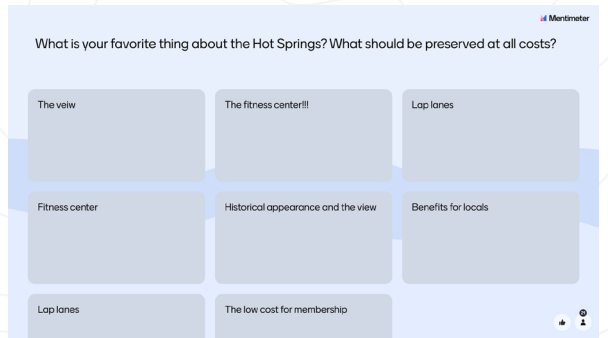 Mentimeter
What is your favorite thing about the Hot Springs? What should be preserved at all costs?
The veiw
The fitness center!!!
Lap lanes
Fitness center
Historical appearance and the view
Benefits for locals
Lap lanes
The low cost for membership
21